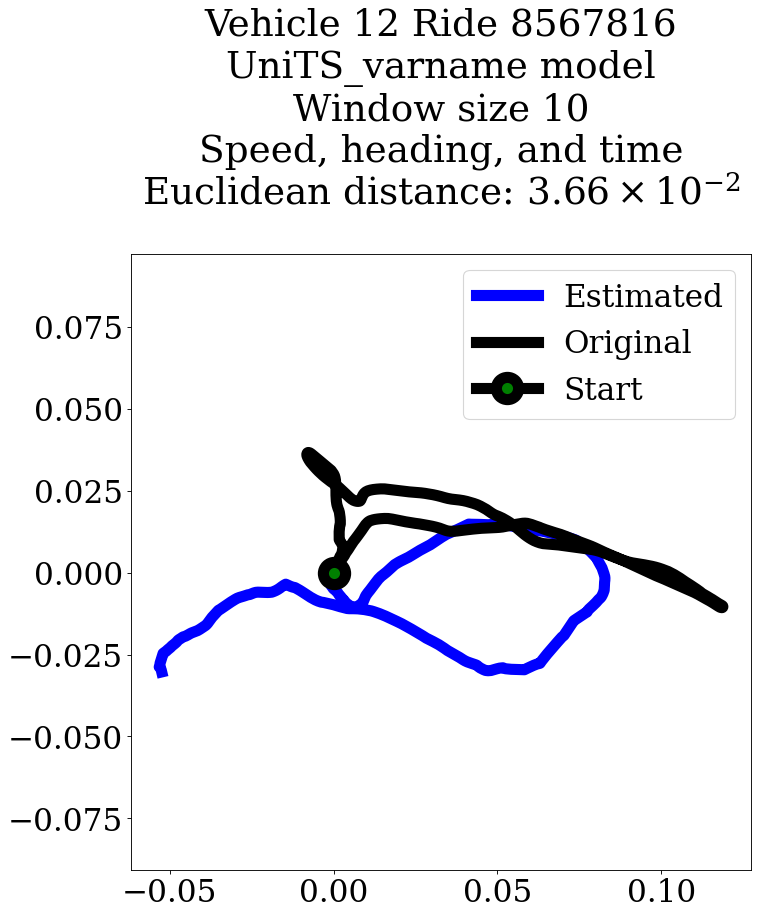 Vehicle 12 Ride 8567816
UniTS_varname model
Window size 10
Speed, heading, and time
Euclidean distance: 3.66 × 10⁻²
Estimated
Original
Start
0.075
0.050
0.025
0.000
−0.025
−0.050
−0.075
−0.05 0.00 0.05 0.10